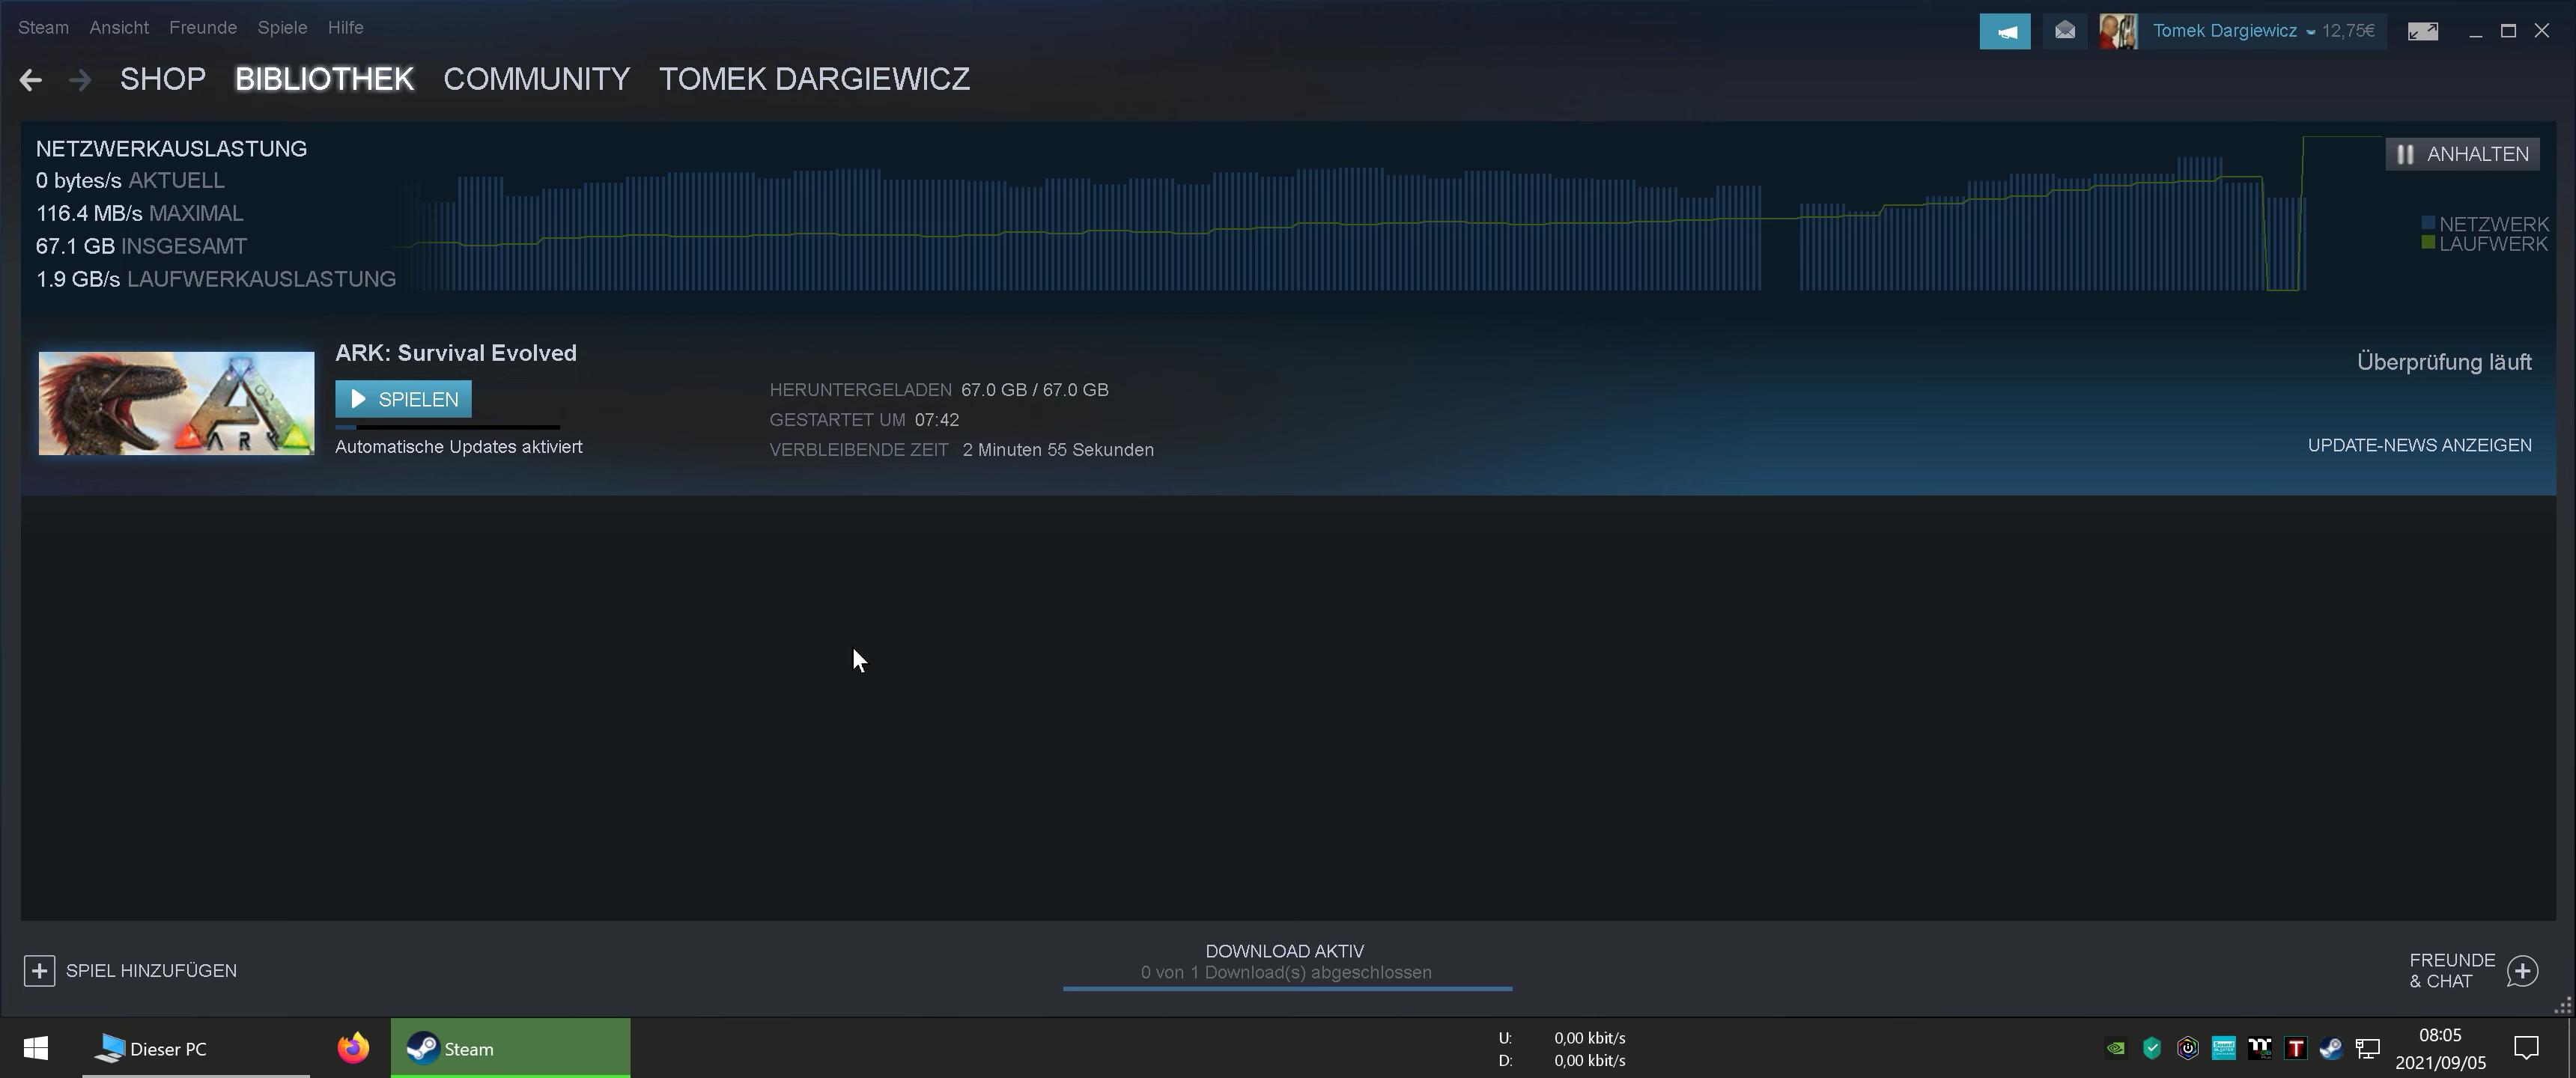 Steam Ansicht Freunde Spiele Hilfe
Tomek Dargiewicz 12,75€
SHOP BIBLIOTHEK COMMUNITY TOMEK DARGIEWICZ
NETZWERKAUSLASTUNG
0 bytes/s AKTUELL
116.4 MB/s MAXIMAL
67.1 GB INSGESAMT
1.9 GB/s LAUFWERKAUSLASTUNG
ANHALTEN
NETZWERK
LAUFWERK
ARK
ARK: Survival Evolved
SPIELEN
Automatische Updates aktiviert
HERUNTERGELADEN 67.0 GB / 67.0 GB
GESTARTET UM 07:42
VERBLEIBENDE ZEIT 2 Minuten 55 Sekunden
Überprüfung läuft
UPDATE-NEWS ANZEIGEN
SPIEL HINZUFÜGEN
DOWNLOAD AKTIV
0 von 1 Download(s) abgeschlossen
FREUNDE
& CHAT
Dieser PC
Steam
U: 0,00 kbit/s
D: 0,00 kbit/s
T
08:05
2021/09/05